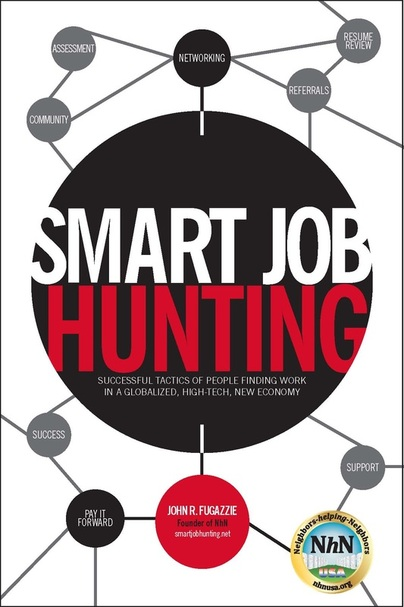 ASSESSMENT
NETWORKING
RESUME
REVIEW
REFERRALS
COMMUNITY
SMART JOB
HUNTING
SUCCESSFUL TACTICS OF PEOPLE FINDING WORK
IN A GLOBALIZED, HIGH-TECH, NEW ECONOMY
SUCCESS
SUPPORT
PAY IT
FORWARD
JOHN R. FUGAZZIE
Founder of NhN
smartjobhunting.net
Neighbors-helping-Neighbors
NhN
USA
nhnusa.org